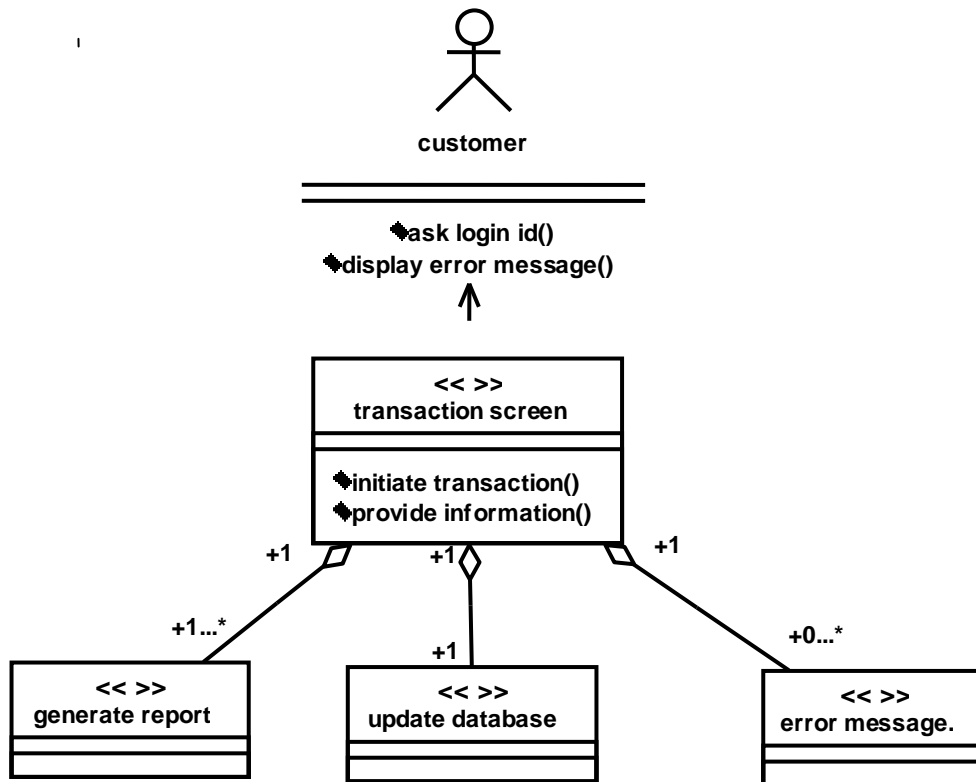 customer
ask login id()
display error message()
<< >>
transaction screen
initiate transaction()
provide information()
+1
+1
+1
+1...*
+1
+0...*
<< >>
generate report
<< >>
update database
<< >>
error message.